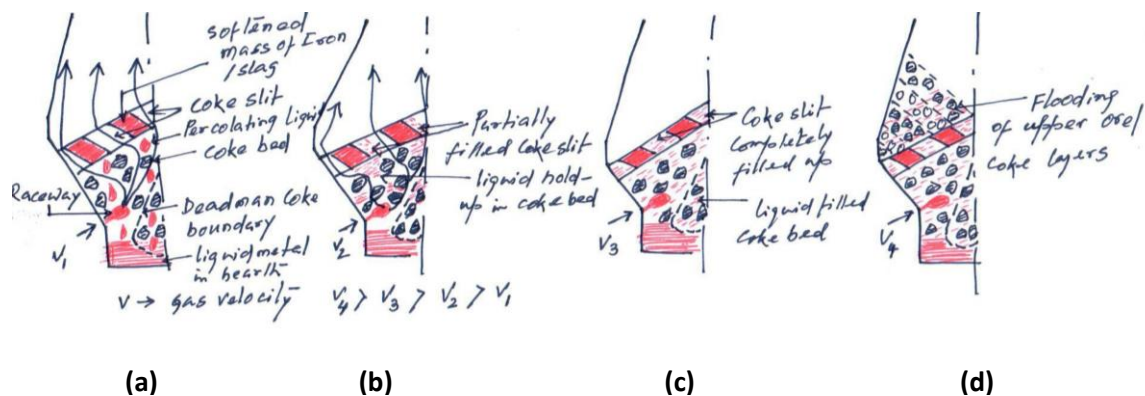 softened
mass of Iron
/slag
coke slit
Percolating liquid
coke bed
Raceway
Deadman Coke
boundary
liquid metal
in hearth
V₁
V → gas velocity
V₂
Partially
filled Coke slit
liquid hold-
up in coke bed
V₄ > V₃ > V₂ > V₁
V₃
Coke slit
completely
filled up
liquid filled
coke bed
V₄
Flooding
of upper ore/
coke layers
(a) (b) (c) (d)